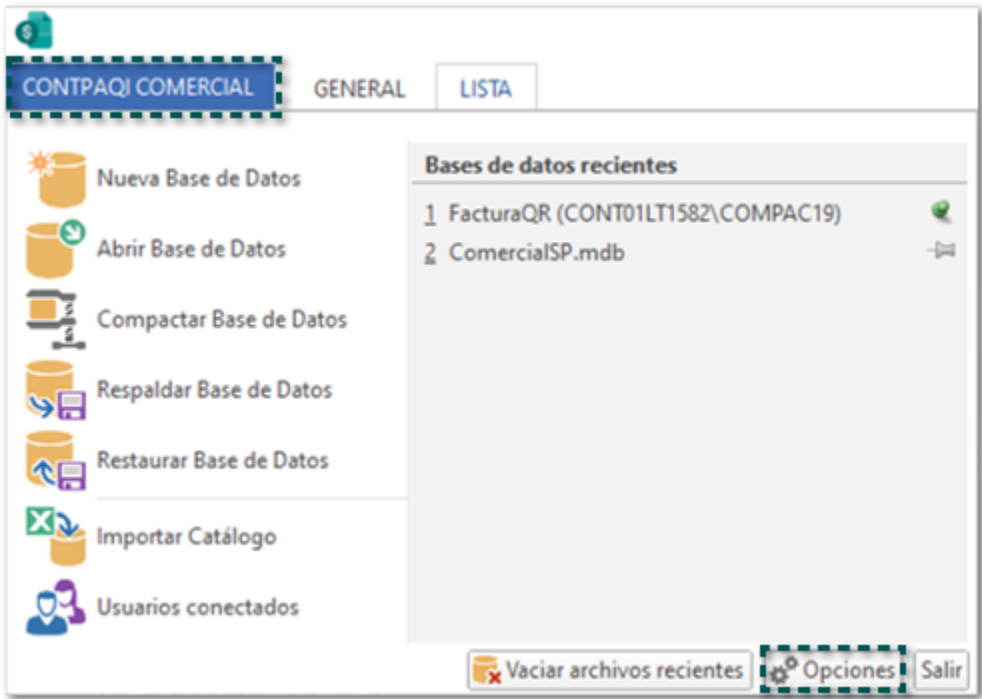 CONTPAQI COMERCIAL GENERAL LISTA
Nueva Base de Datos
Abrir Base de Datos
Compactar Base de Datos
Respaldar Base de Datos
Restaurar Base de Datos
Importar Catálogo
Usuarios conectados
Bases de datos recientes
1 FacturaQR (CONT01LT1582\COMPAC19)
2 ComercialSP.mdb
Vaciar archivos recientes Opciones Salir